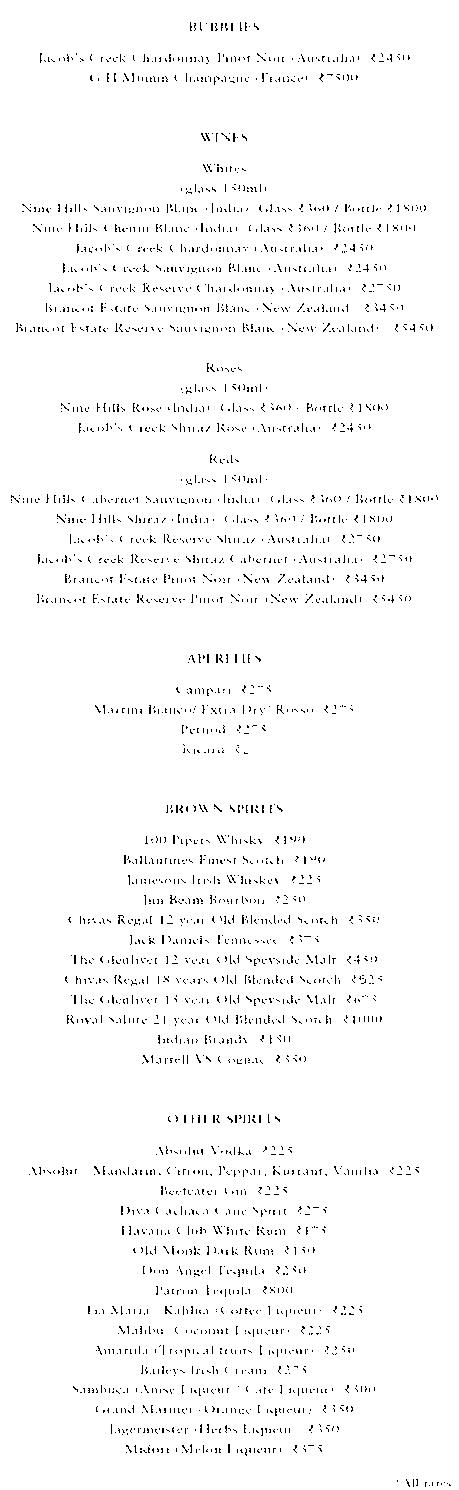 BUBBLIES
Jacob's Creek Chardonnay Pinot Noir (Australia) ₹2450
G H Mumm Champagne (France) ₹7500
WINES
Whites
(glass 150ml)
Nine Hills Sauvignon Blanc (India) Glass ₹360 / Bottle ₹1800
Nine Hills Chenin Blanc (India) Glass ₹360 / Bottle ₹1800
Jacob's Creek Chardonnay (Australia) ₹2450
Jacob's Creek Sauvignon Blanc (Australia) ₹2450
Jacob's Creek Reserve Chardonnay (Australia) ₹2750
Brancot Estate Sauvignon Blanc (New Zealand) ₹3450
Brancot Estate Reserve Sauvignon Blanc (New Zealand) ₹5450
Roses
(glass 150ml)
Nine Hills Rose (India) Glass ₹360 / Bottle ₹1800
Jacob's Creek Shiraz Rose (Australia) ₹2450
Reds
(glass 150ml)
Nine Hills Cabernet Sauvignon (India) Glass ₹360 / Bottle ₹1800
Nine Hills Shiraz (India) Glass ₹360 / Bottle ₹1800
Jacob's Creek Reserve Shiraz (Australia) ₹2750
Jacob's Creek Reserve Shiraz Cabernet (Australia) ₹2750
Brancot Estate Pinot Noir (New Zealand) ₹3450
Brancot Estate Reserve Pinot Noir (New Zealand) ₹5450
APERITIFS
Campari ₹275
Martini Bianco/ Extra Dry/ Rosso ₹275
Pernod ₹275
Ricard
BROWN SPIRITS
100 Pipers Whisky ₹190
Ballantines Finest Scotch ₹190
Jamesons Irish Whiskey ₹225
Jim Beam Bourbon ₹250
Chivas Regal 12 year Old Blended Scotch ₹350
Jack Daniels Tennessee ₹375
The Glenlivet 12 year Old Speyside Malt ₹450
Chivas Regal 18 years Old Blended Scotch ₹625
The Glenlivet 15 year Old Speyside Malt ₹675
Royal Salute 21 year Old Blended Scotch ₹1000
Indian Brandy ₹150
Martell VS Cognac ₹350
OTHER SPIRITS
Absolut Vodka ₹225
Absolut - Mandarin, Citron, Peppar, Kurrant, Vanilia ₹225
Beefeater Gin ₹225
Diva Cachaca Cane Spirit ₹275
Havana Club White Rum ₹175
Old Monk Dark Rum ₹150
Don Angel Tequila ₹250
Patron Tequila ₹800
Tia Maria / Kahlua (Coffee Liqueur) ₹225
Malibu (Coconut Liqueur) ₹225
Amarula (Tropical fruits Liqueur) ₹250
Baileys Irish Cream ₹275
Sambuca (Anise Liqueur / Cafe Liqueur) ₹300
Grand Marnier (Orange Liqueur) ₹350
Jagermeister (Herbs Liqueur) ₹350
Midori (Melon Liqueur) ₹375
*All rates